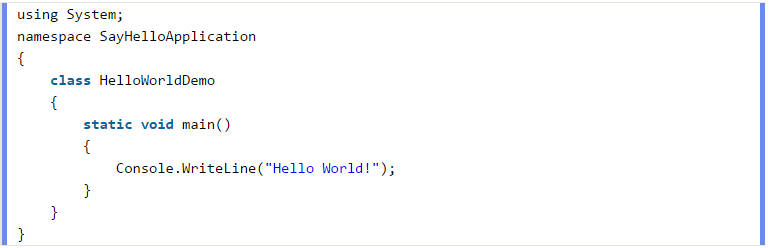 using System;
namespace SayHelloApplication
{
    class HelloWorldDemo
    {
        static void main()
        {
            Console.WriteLine("Hello World!");
        }
    }
}